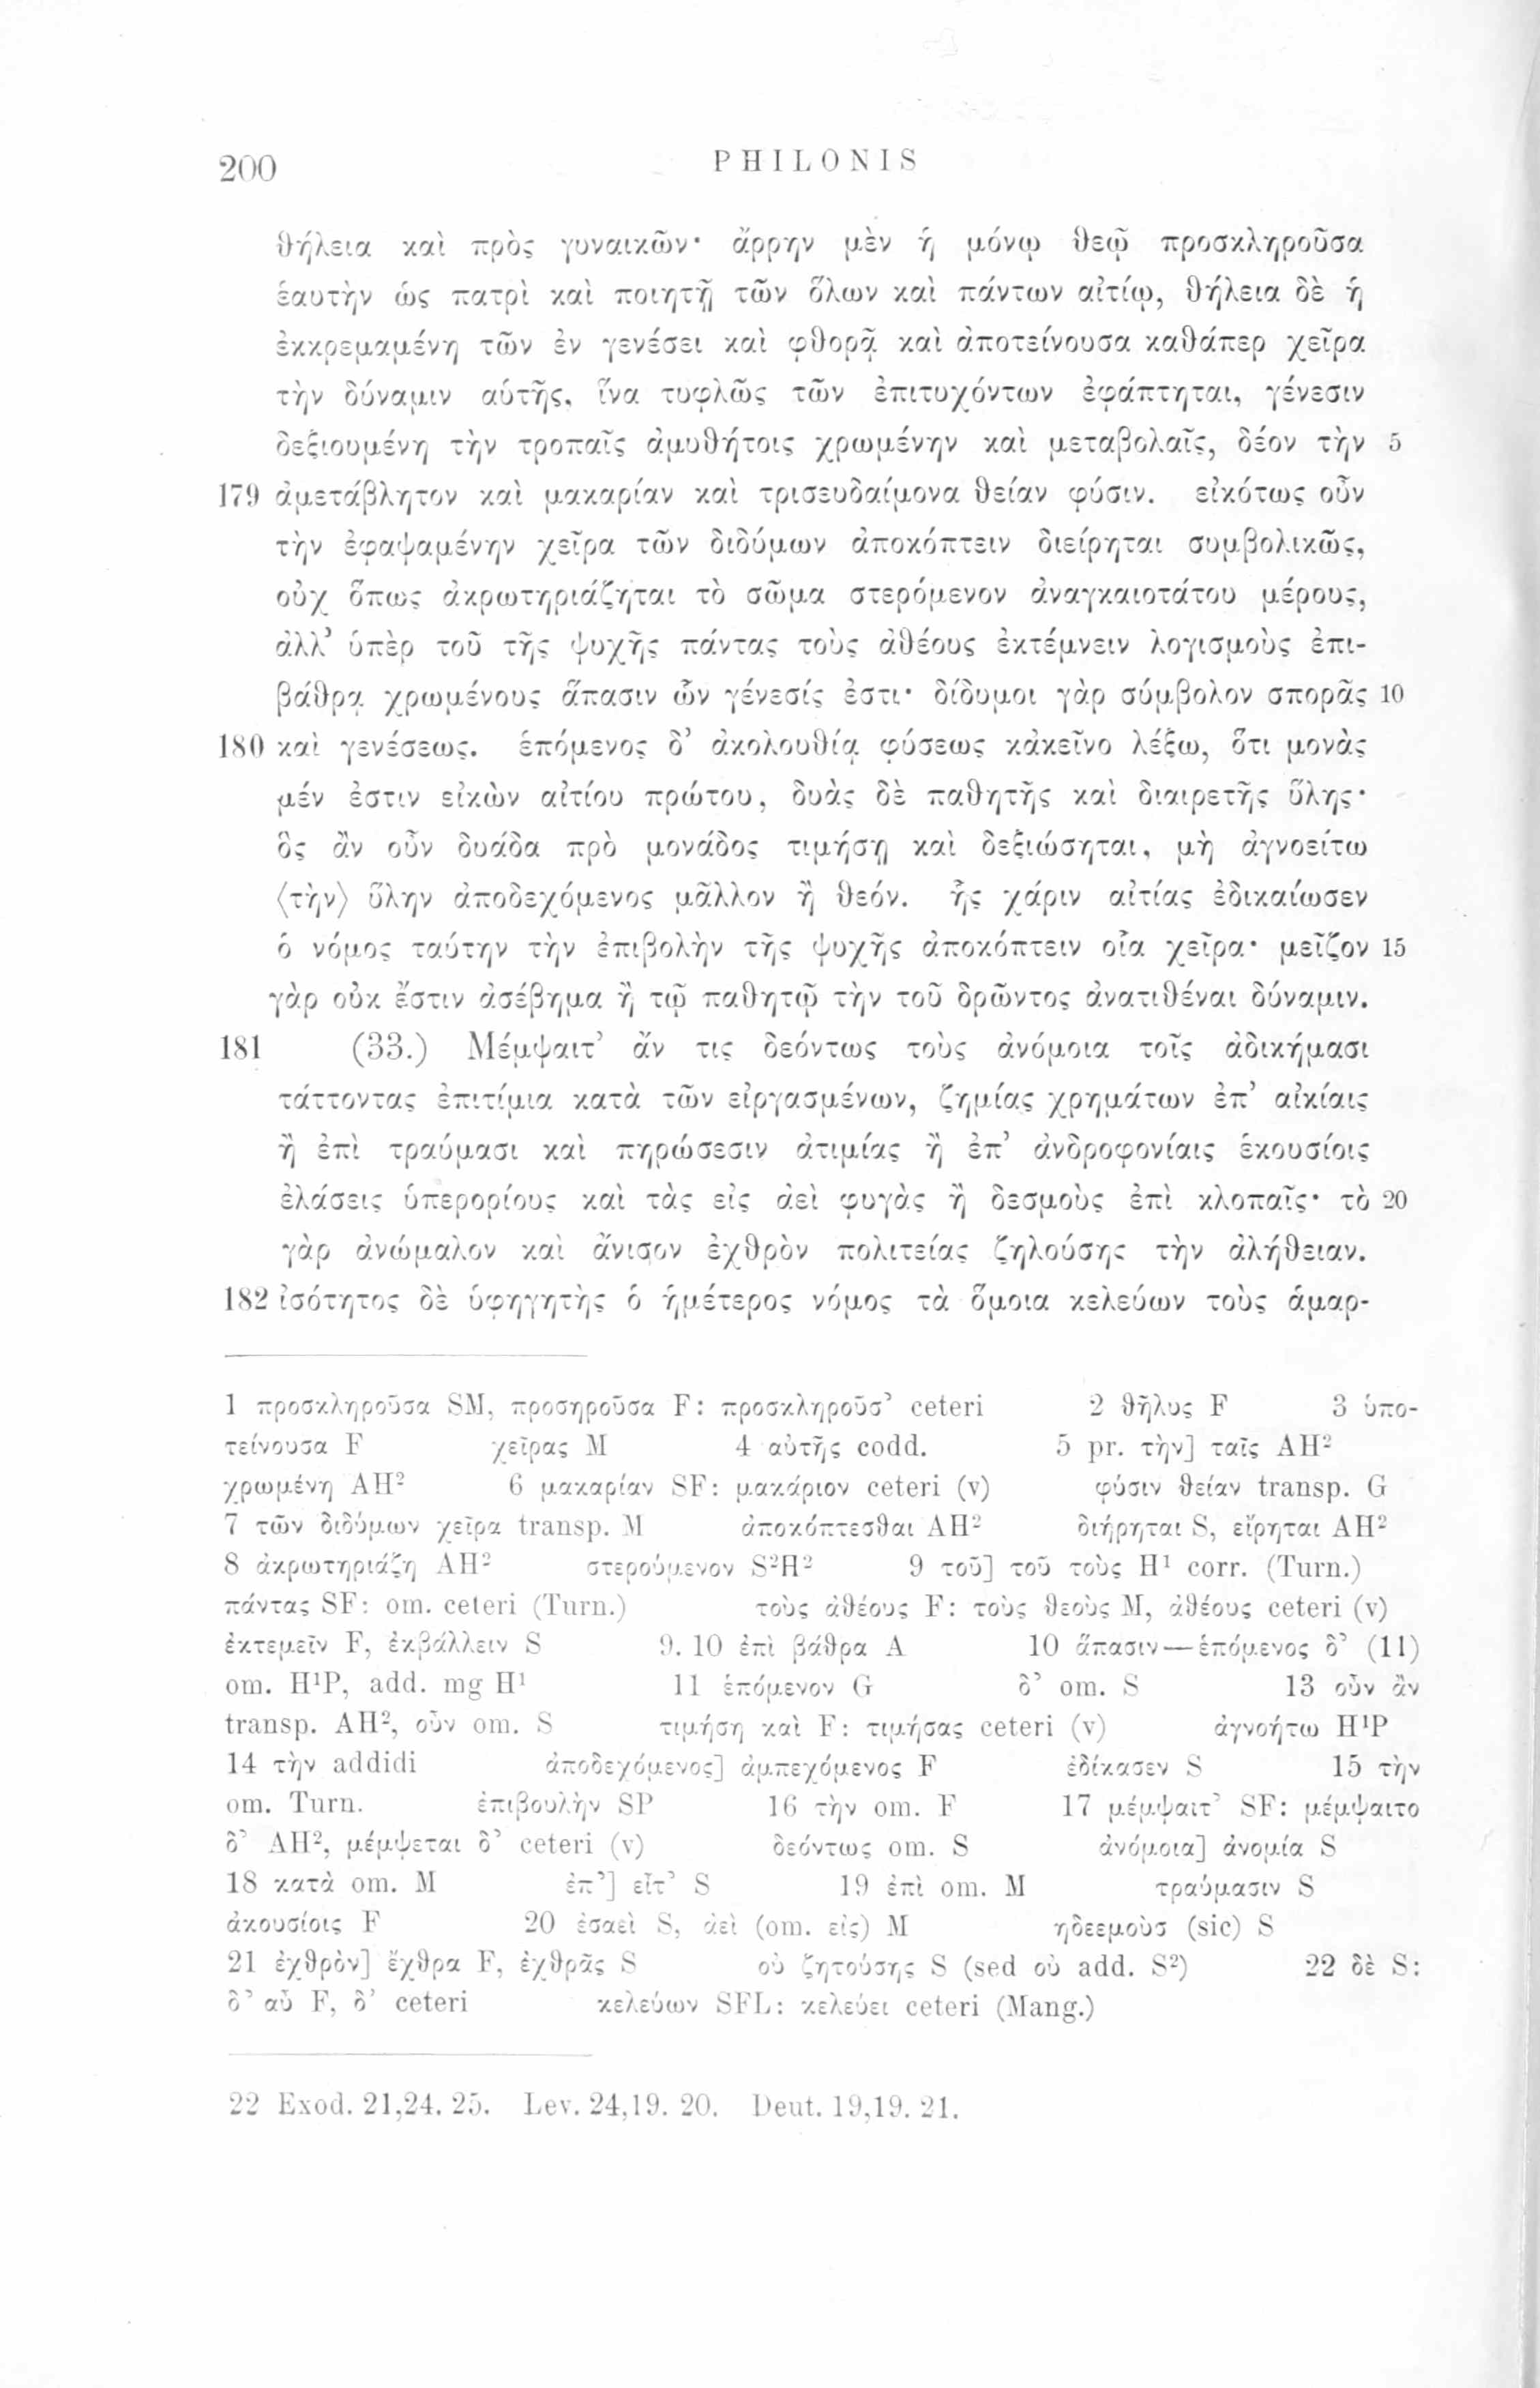 200 PHILONIS
θήλεια καὶ πρὸς γυναικῶν· ἄρρην μὲν ἡ μόνῳ θεῷ προσκληροῦσα
ἑαυτὴν ὡς πατρὶ καὶ ποιητῇ τῶν ὅλων καὶ πάντων αἰτίῳ, θήλεια δὲ ἡ
ἐκκρεμαμένη τῶν ἐν γενέσει καὶ φθορᾷ καὶ ἀποτείνουσα καθάπερ χεῖρα
τὴν δύναμιν αὑτῆς, ἵνα τυφλῶς τῶν ἐπιτυχόντων ἐφάπτηται, γένεσιν
δεξιουμένη τὴν τροπαῖς ἀμυθήτοις χρωμένην καὶ μεταβολαῖς, δέον τὴν 5
179 ἀμετάβλητον καὶ μακαρίαν καὶ τρισευδαίμονα θείαν φύσιν. εἰκότως οὖν
τὴν ἐφαψαμένην χεῖρα τῶν διδύμων ἀποκόπτειν διείρηται συμβολικῶς,
οὐχ ὅπως ἀκρωτηριάζηται τὸ σῶμα στερόμενον ἀναγκαιοτάτου μέρους,
ἀλλ’ ὑπὲρ τοῦ τῆς ψυχῆς πάντας τοὺς ἀθέους ἐκτέμνειν λογισμοὺς ἐπι-
βάθρᾳ χρωμένους ἅπασιν ὧν γένεσίς ἐστι· δίδυμοι γὰρ σύμβολον σπορᾶς 10
180 καὶ γενέσεως. ἑπόμενος δ’ ἀκολουθίᾳ φύσεως κἀκεῖνο λέξω, ὅτι μονὰς
μέν ἐστιν εἰκὼν αἰτίου πρώτου, δυὰς δὲ παθητῆς καὶ διαιρετῆς ὕλης·
ὃς ἂν οὖν δυάδα πρὸ μονάδος τιμήσῃ καὶ δεξιώσηται, μὴ ἀγνοείτω
⟨τὴν⟩ ὕλην ἀποδεχόμενος μᾶλλον ἢ θεόν. ἧς χάριν αἰτίας ἐδικαίωσεν
ὁ νόμος ταύτην τὴν ἐπιβολὴν τῆς ψυχῆς ἀποκόπτειν οἷα χεῖρα· μεῖζον 15
γὰρ οὐκ ἔστιν ἀσέβημα ἢ τῷ παθητῷ τὴν τοῦ δρῶντος ἀνατιθέναι δύναμιν.
181 (33.) Μέμψαιτ’ ἄν τις δεόντως τοὺς ἀνόμοια τοῖς ἀδικήμασι
τάττοντας ἐπιτίμια κατὰ τῶν εἰργασμένων, ζημίας χρημάτων ἐπ’ αἰκίαις
ἢ ἐπὶ τραύμασι καὶ πηρώσεσιν ἀτιμίας ἢ ἐπ’ ἀνδροφονίαις ἑκουσίοις
ἐλάσεις ὑπερορίους καὶ τὰς εἰς ἀεὶ φυγὰς ἢ δεσμοὺς ἐπὶ κλοπαῖς· τὸ 20
γὰρ ἀνώμαλον καὶ ἄνισον ἐχθρὸν πολιτείας ζηλούσης τὴν ἀλήθειαν.
182 ἰσότητος δὲ ὑφηγητὴς ὁ ἡμέτερος νόμος τὰ ὅμοια κελεύων τοὺς ἁμαρ-
1 προσκληροῦσα SM, προσηροῦσα F: προσκληροῦσ’ ceteri 2 θῆλυς F 3 ὑπο-
τείνουσα F χεῖρας M 4 αὐτῆς codd. 5 pr. τὴν] ταῖς AH²
χρωμένη AH² 6 μακαρίαν SF: μακάριον ceteri (v) φύσιν θείαν transp. G
7 τῶν διδύμων χεῖρα transp. M ἀποκόπτεσθαι AH² διήρηται S, εἴρηται AH²
8 ἀκρωτηριάζῃ AH² στερούμενον S²H² 9 τοῦ] τοῦ τοὺς H¹ corr. (Turn.)
πάντας SF: om. ceteri (Turn.) τοὺς ἀθέους F: τοὺς θεοὺς M, ἀθέους ceteri (v)
ἐκτεμεῖν F, ἐκβάλλειν S 9. 10 ἐπὶ βάθρα A 10 ἅπασιν — ἑπόμενος δ’ (11)
om. H¹P, add. mg H¹ 11 ἑπόμενον G δ’ om. S 13 οὖν ἂν
transp. AH², οὖν om. S τιμήσῃ καὶ F: τιμήσας ceteri (v) ἀγνοήτω H¹P
14 τὴν addidi ἀποδεχόμενος] ἀμπεχόμενος F ἐδίκασεν S 15 τὴν
om. Turn. ἐπιβουλὴν SP 16 τὴν om. F 17 μέμψαιτ’ SF: μέμψαιτο
δ’ AH², μέμψεται δ’ ceteri (v) δεόντως om. S ἀνόμοια] ἀνομία S
18 κατὰ om. M ἐπ’] εἶτ’ S 19 ἐπὶ om. M τραύμασιν S
ἀκουσίοις F 20 ἐσαεὶ S, ἀεὶ (om. εἰς) M ηδεεμοὺσ (sic) S
21 ἐχθρὸν] ἔχθρα F, ἐχθρᾶς S οὐ ζητούσης S (sed οὐ add. S²) 22 δὲ S:
δ’ αὖ F, δ’ ceteri κελεύων SFL: κελεύει ceteri (Mang.)
22 Exod. 21,24. 25. Lev. 24,19. 20. Deut. 19,19. 21.